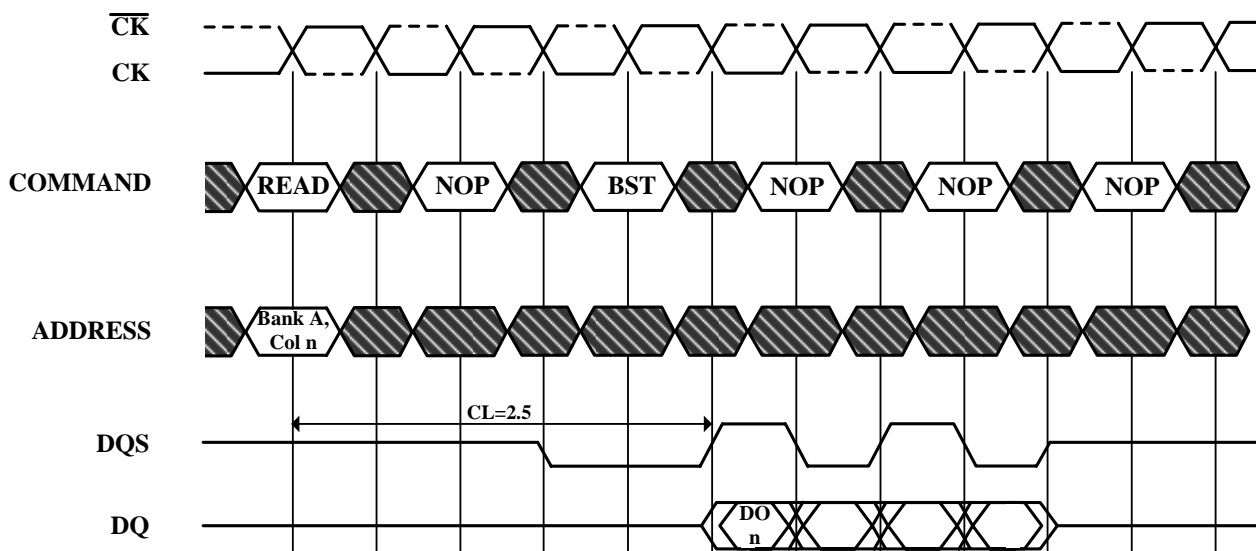 CK
CK
COMMAND READ NOP BST NOP NOP NOP
ADDRESS Bank A,
Col n
CL=2.5
DQS
DQ DO
n